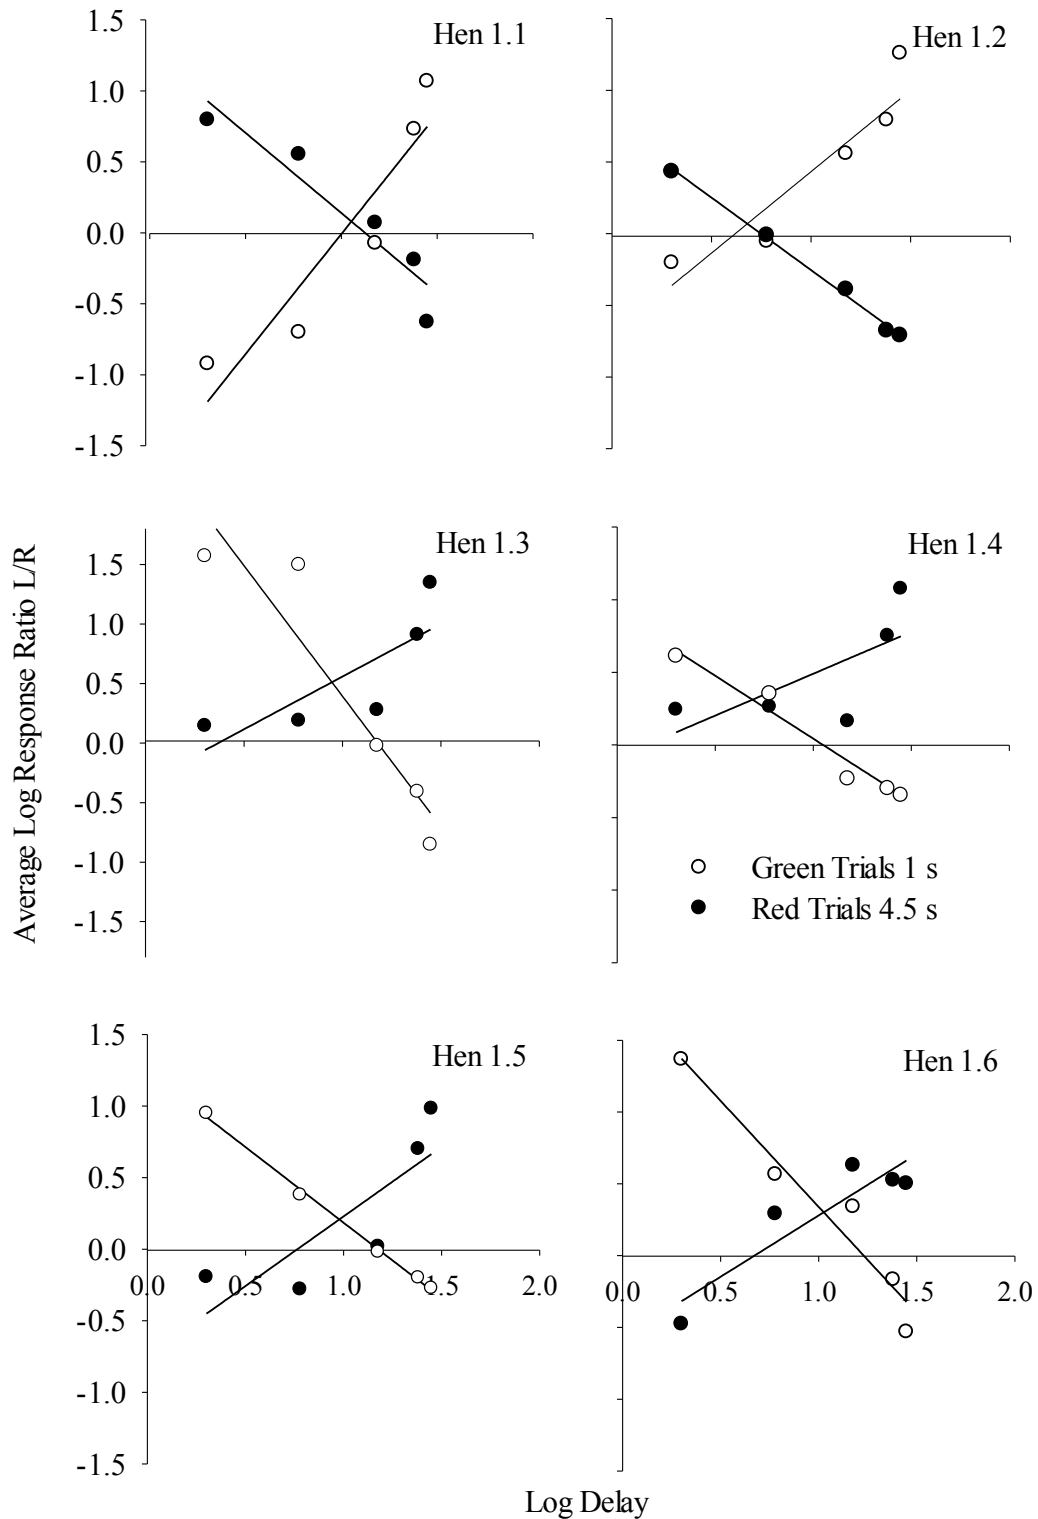 Hen 1.1
Hen 1.2
1.5
1.0
0.5
0.0
-0.5
-1.0
-1.5
Average Log Response Ratio L/R
Hen 1.3
Hen 1.4
1.5
1.0
0.5
0.0
-0.5
-1.0
-1.5
Green Trials 1 s
Red Trials 4.5 s
Hen 1.5
Hen 1.6
1.5
1.0
0.5
0.0
-0.5
-1.0
-1.5
0.0 0.5 1.0 1.5 2.0
0.0 0.5 1.0 1.5 2.0
Log Delay